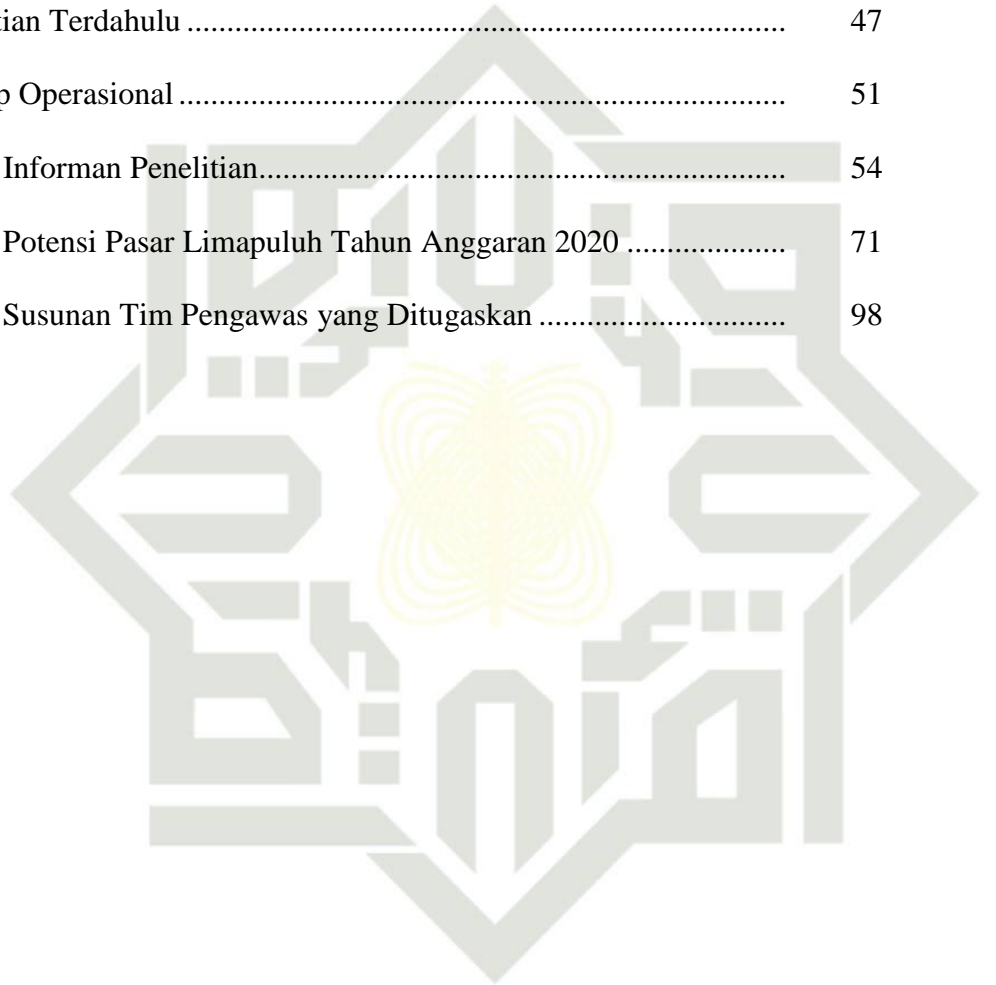 tian Terdahulu ................................................................ 47
p Operasional ................................................................. 51
Informan Penelitian........................................................ 54
Potensi Pasar Limapuluh Tahun Anggaran 2020 ................. 71
Susunan Tim Pengawas yang Ditugaskan .......................... 98